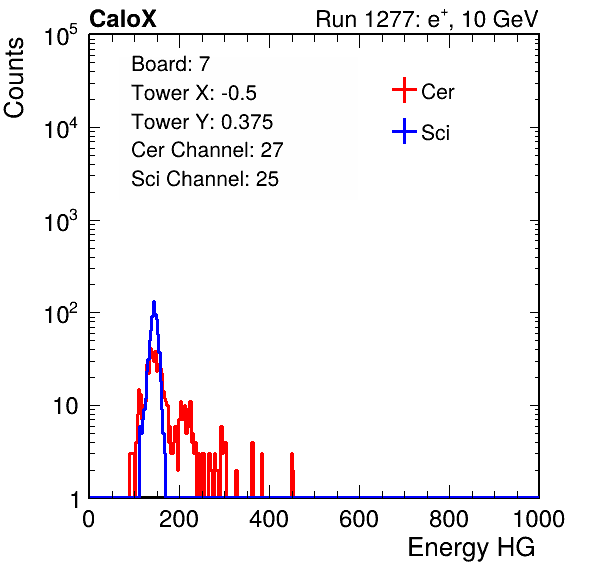 CaloX Run 1277: e⁺, 10 GeV
Counts
Board: 7
Tower X: -0.5
Tower Y: 0.375
Cer Channel: 27
Sci Channel: 25
Cer
Sci
10⁵
10⁴
10³
10²
10
1
0 200 400 600 800 1000
Energy HG